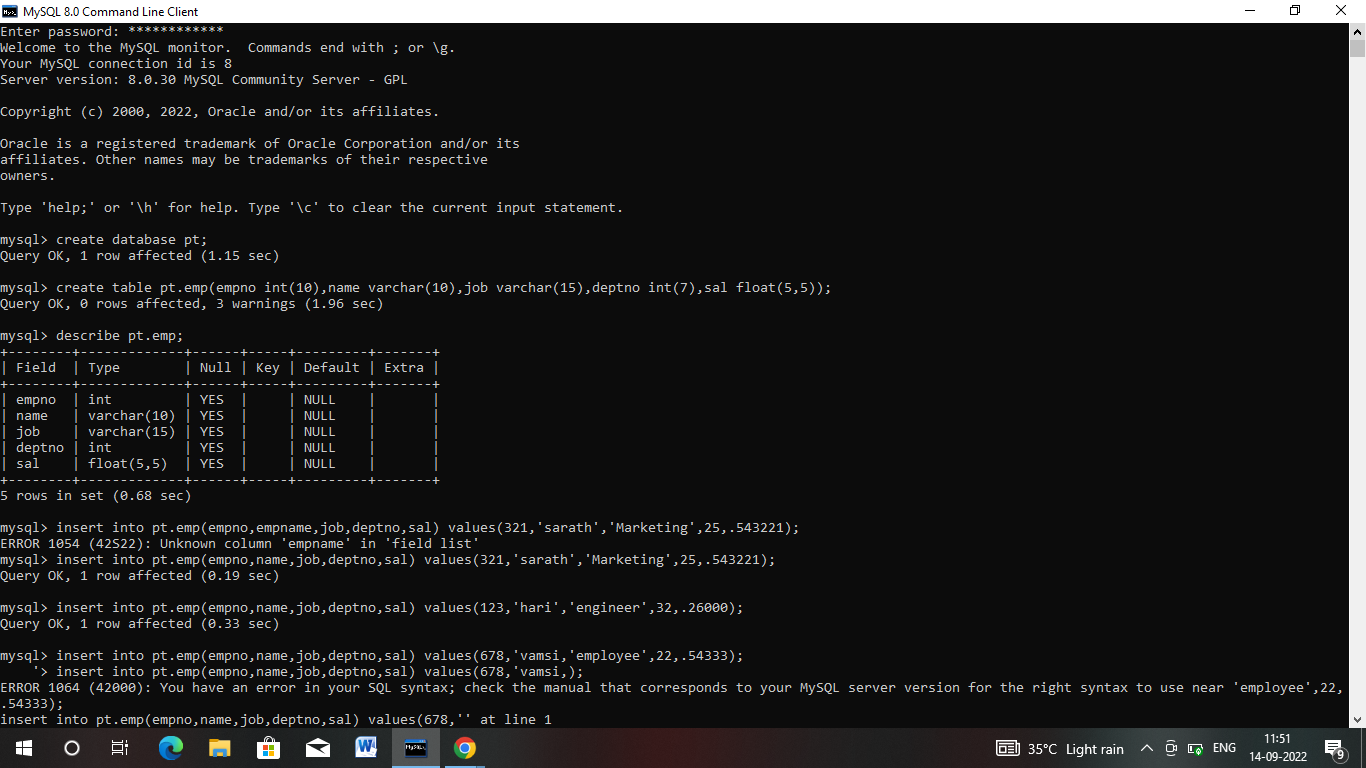 MySQL 8.0 Command Line Client
Enter password: ************
Welcome to the MySQL monitor.  Commands end with ; or \g.
Your MySQL connection id is 8
Server version: 8.0.30 MySQL Community Server - GPL
Copyright (c) 2000, 2022, Oracle and/or its affiliates.
Oracle is a registered trademark of Oracle Corporation and/or its
affiliates. Other names may be trademarks of their respective
owners.
Type 'help;' or '\h' for help. Type '\c' to clear the current input statement.
mysql> create database pt;
Query OK, 1 row affected (1.15 sec)
mysql> create table pt.emp(empno int(10),name varchar(10),job varchar(15),deptno int(7),sal float(5,5));
Query OK, 0 rows affected, 3 warnings (1.96 sec)
mysql> describe pt.emp;
+--------+-------------+------+-----+---------+-------+
| Field  | Type        | Null | Key | Default | Extra |
+--------+-------------+------+-----+---------+-------+
| empno  | int         | YES  |     | NULL    |       |
| name   | varchar(10) | YES  |     | NULL    |       |
| job    | varchar(15) | YES  |     | NULL    |       |
| deptno | int         | YES  |     | NULL    |       |
| sal    | float(5,5)  | YES  |     | NULL    |       |
+--------+-------------+------+-----+---------+-------+
5 rows in set (0.68 sec)
mysql> insert into pt.emp(empno,empname,job,deptno,sal) values(321,'sarath','Marketing',25,.543221);
ERROR 1054 (42S22): Unknown column 'empname' in 'field list'
mysql> insert into pt.emp(empno,name,job,deptno,sal) values(321,'sarath','Marketing',25,.543221);
Query OK, 1 row affected (0.19 sec)
mysql> insert into pt.emp(empno,name,job,deptno,sal) values(123,'hari','engineer',32,.26000);
Query OK, 1 row affected (0.33 sec)
mysql> insert into pt.emp(empno,name,job,deptno,sal) values(678,'vamsi,'employee',22,.54333);
    '> insert into pt.emp(empno,name,job,deptno,sal) values(678,'vamsi,);
ERROR 1064 (42000): You have an error in your SQL syntax; check the manual that corresponds to your MySQL server version for the right syntax to use near 'employee',22,
.54333);
insert into pt.emp(empno,name,job,deptno,sal) values(678,'' at line 1
35°C Light rain
ENG
11:51
14-09-2022
9